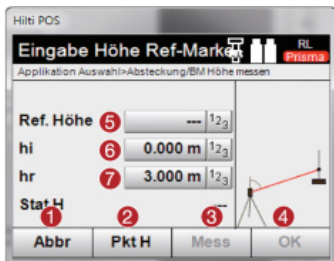 Hilti POS
Eingabe Höhe Ref-Marke
RL
Prisma
Applikation Auswahl>Absteckung/BM Höhe messen
Ref. Höhe 5 --- 123
hi 6 0.000 m 123
hr 7 3.000 m 123
Stat H ---
1 2 3 4
Abbr Pkt H Mess OK